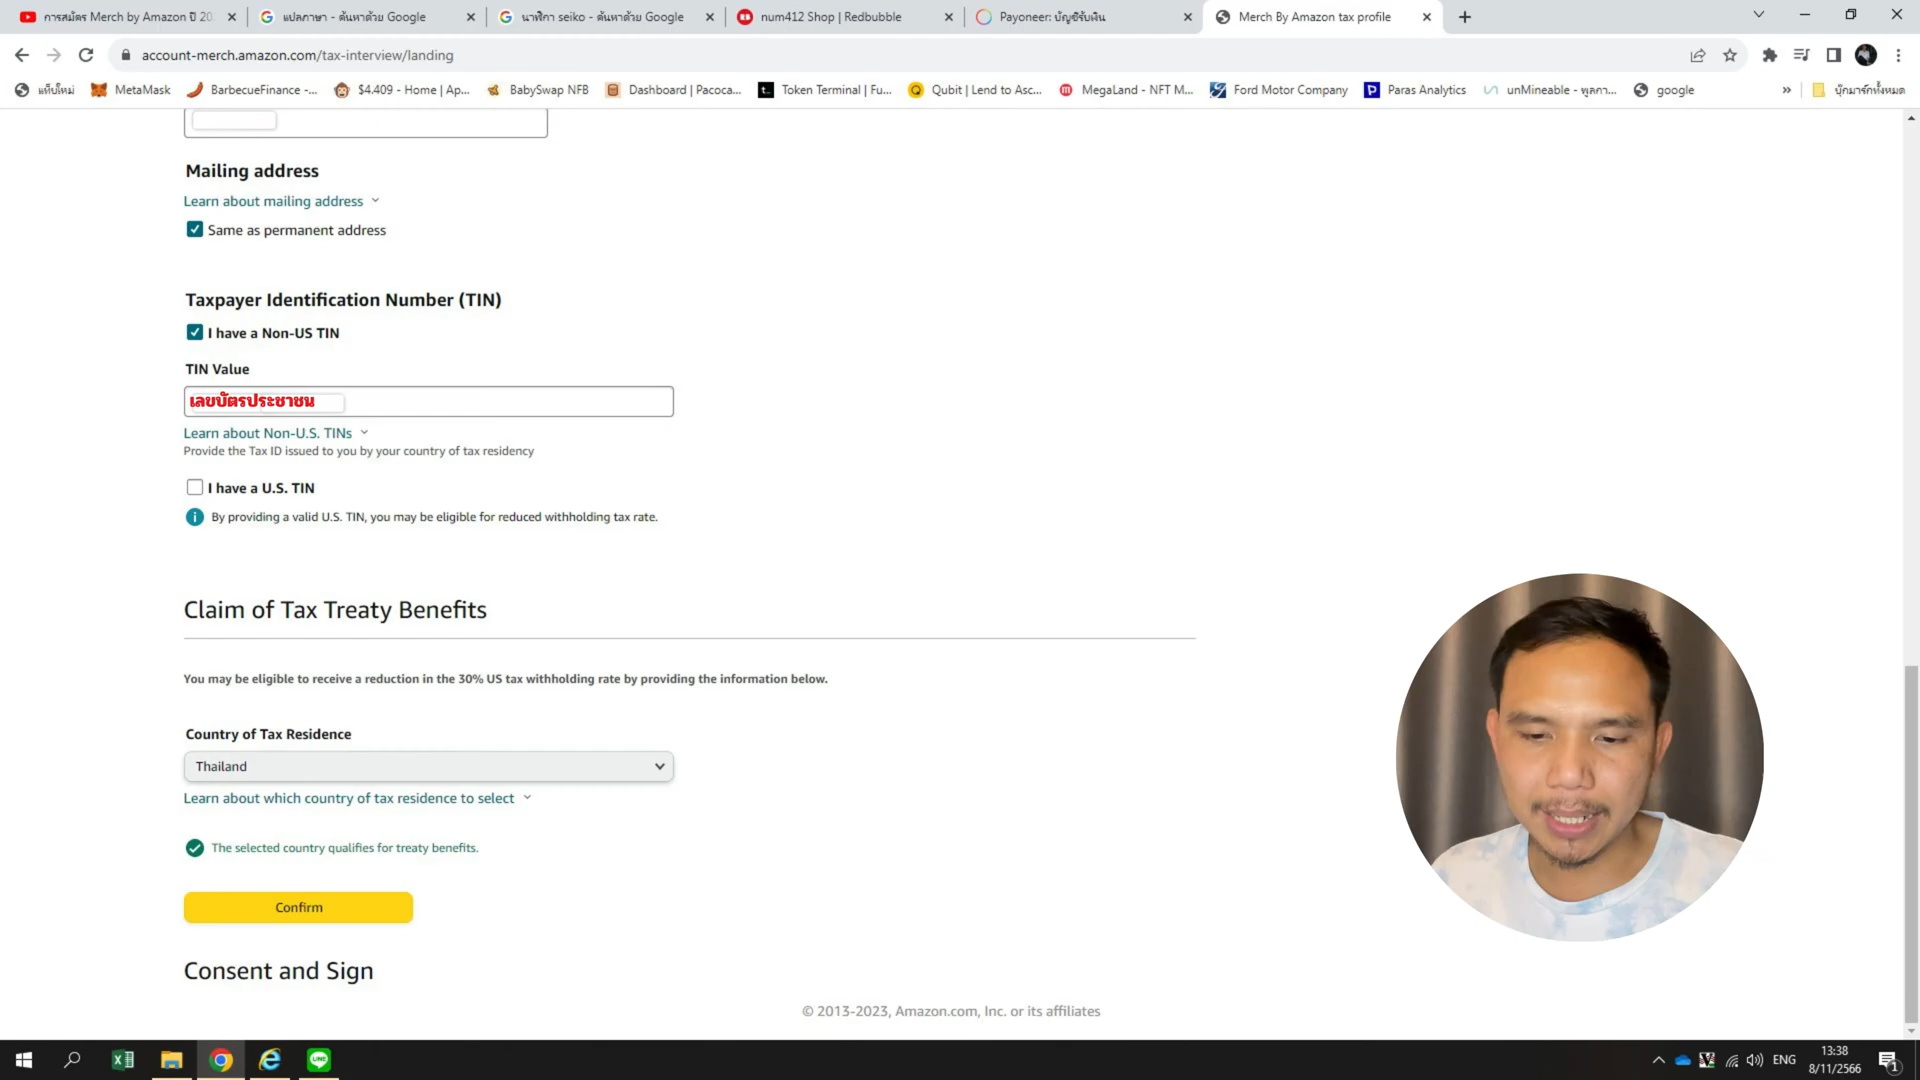 การสมัคร Merch by Amazon ปี 20
แปลภาษา - ค้นหาด้วย Google
นาฬิกา seiko - ค้นหาด้วย Google
num412 Shop | Redbubble
Payoneer: บัญชีรับเงิน
Merch By Amazon tax profile
account-merch.amazon.com/tax-interview/landing
แท็บใหม่
MetaMask
BarbecueFinance -...
$4.409 - Home | Ap...
BabySwap NFB
Dashboard | Pacoca...
Token Terminal | Fu...
Qubit | Lend to Asc...
MegaLand - NFT M...
Ford Motor Company
Paras Analytics
unMineable - พูลกา...
google
»
บุ๊กมาร์กทั้งหมด
Mailing address
Learn about mailing address
Same as permanent address
Taxpayer Identification Number (TIN)
I have a Non-US TIN
TIN Value
เลขบัตรประชาชน
Learn about Non-U.S. TINs
Provide the Tax ID issued to you by your country of tax residency
I have a U.S. TIN
By providing a valid U.S. TIN, you may be eligible for reduced withholding tax rate.
Claim of Tax Treaty Benefits
You may be eligible to receive a reduction in the 30% US tax withholding rate by providing the information below.
Country of Tax Residence
Thailand
Learn about which country of tax residence to select
The selected country qualifies for treaty benefits.
Confirm
Consent and Sign
© 2013-2023, Amazon.com, Inc. or its affiliates
LINE
ENG
13:38
8/11/2566
1